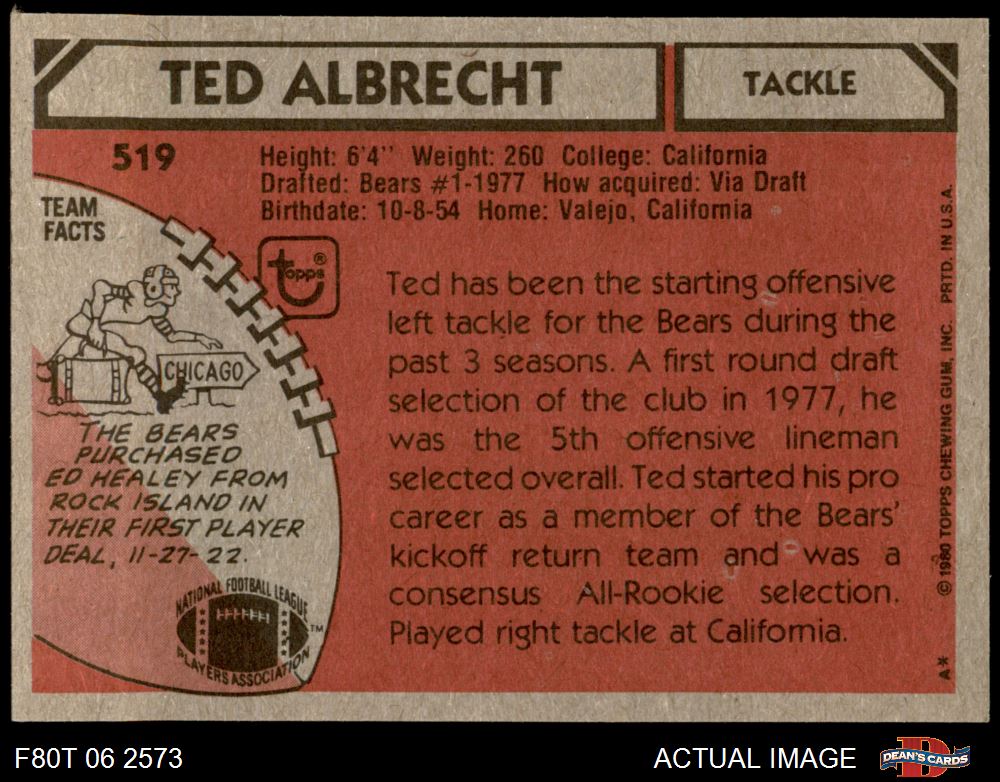 TED ALBRECHT
TACKLE
519
Height: 6'4" Weight: 260 College: California
Drafted: Bears #1-1977 How acquired: Via Draft
Birthdate: 10-8-54 Home: Valejo, California
TEAM
FACTS
topps®
CHICAGO
THE BEARS
PURCHASED
ED HEALEY FROM
ROCK ISLAND IN
THEIR FIRST PLAYER
DEAL, 11-27-22.
NATIONAL FOOTBALL LEAGUE
PLAYERS ASSOCIATION
TM
Ted has been the starting offensive
left tackle for the Bears during the
past 3 seasons. A first round draft
selection of the club in 1977, he
was the 5th offensive lineman
selected overall. Ted started his pro
career as a member of the Bears'
kickoff return team and was a
consensus All-Rookie selection.
Played right tackle at California.
A* © 1980 TOPPS CHEWING GUM, INC. PRTD. IN U.S.A.
F80T 06 2573
ACTUAL IMAGE
DEAN'S CARDS